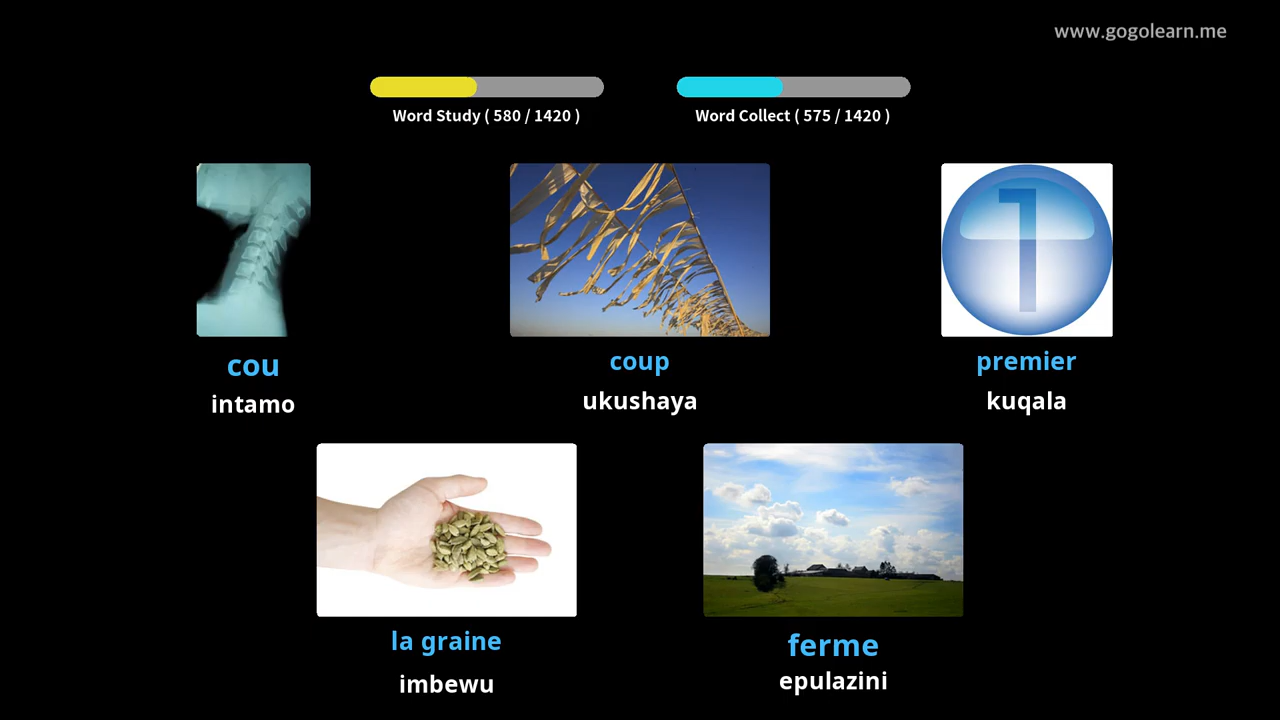 www.gogolearn.me
Word Study ( 580 / 1420 )
Word Collect ( 575 / 1420 )
cou
intamo
coup
ukushaya
1
premier
kuqala
la graine
imbewu
ferme
epulazini